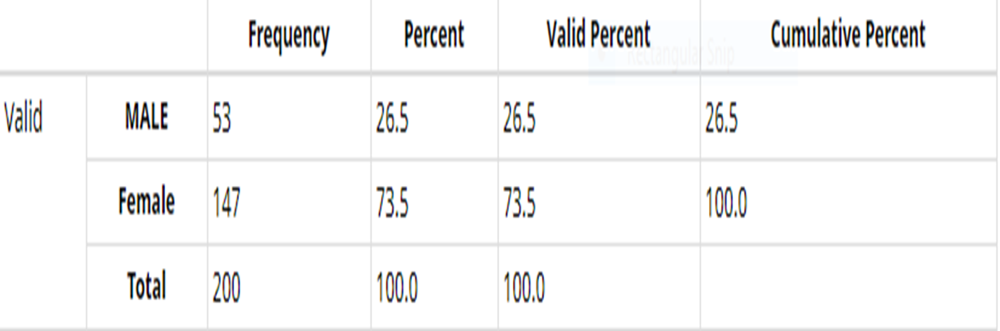 Frequency Percent Valid Percent Cumulative Percent
Rectangular Snip
Valid MALE 53 26.5 26.5 26.5
Female 147 73.5 73.5 100.0
Total 200 100.0 100.0